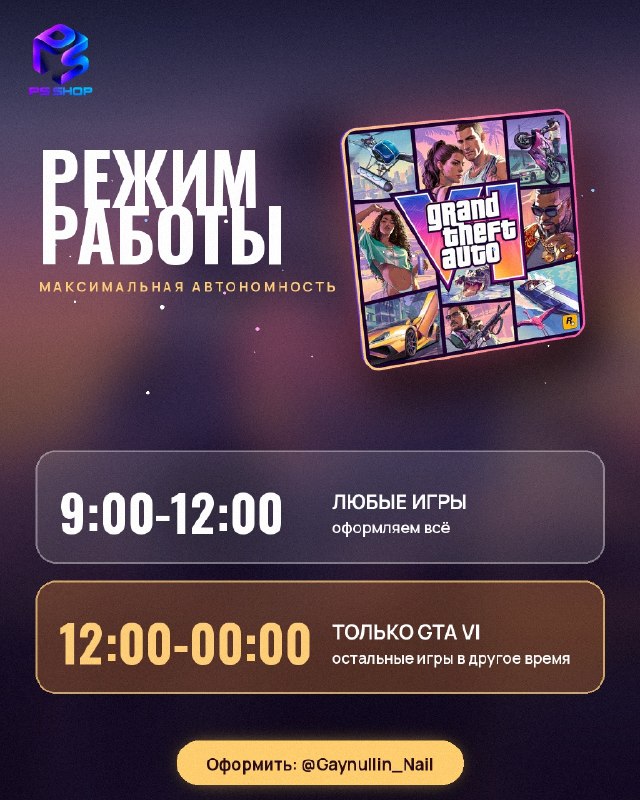 PS SHOP
РЕЖИМ
РАБОТЫ
МАКСИМАЛЬНАЯ АВТОНОМНОСТЬ
grand
theft
auto
VI
R
9:00-12:00
ЛЮБЫЕ ИГРЫ
оформляем всё
12:00-00:00
ТОЛЬКО GTA VI
остальные игры в другое время
Оформить: @Gaynullin_Nail